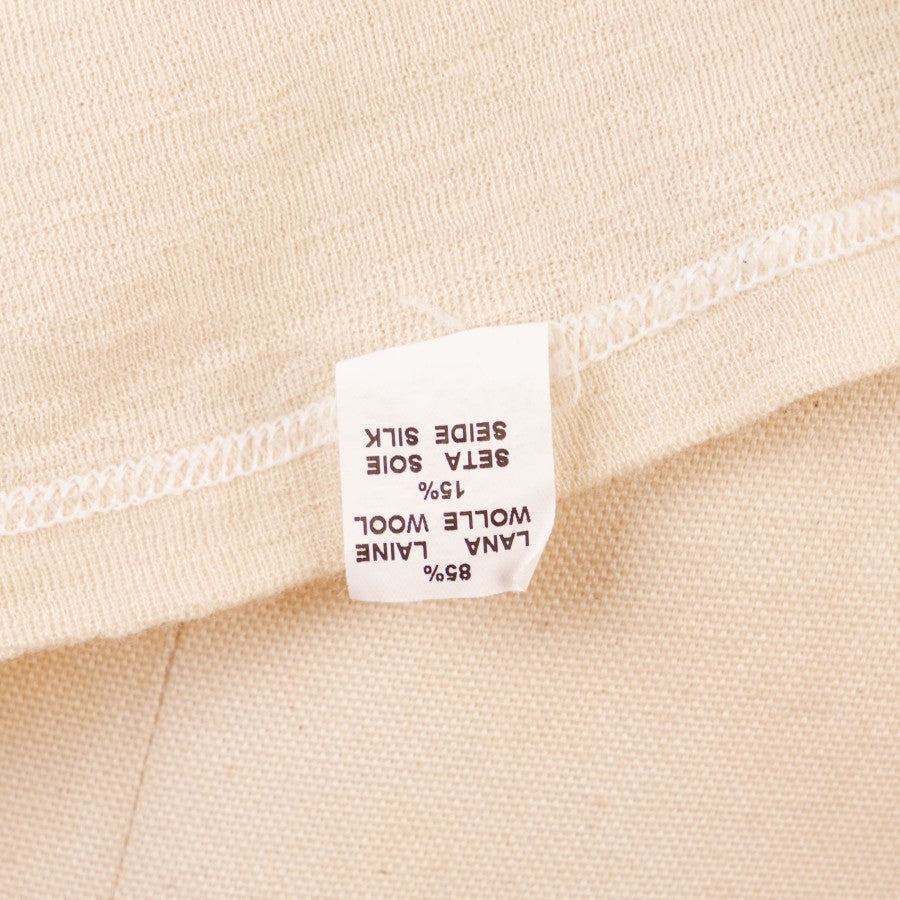 85%
LANA LAINE
WOLLE WOOL
15%
SETA SOIE
SEIDE SILK